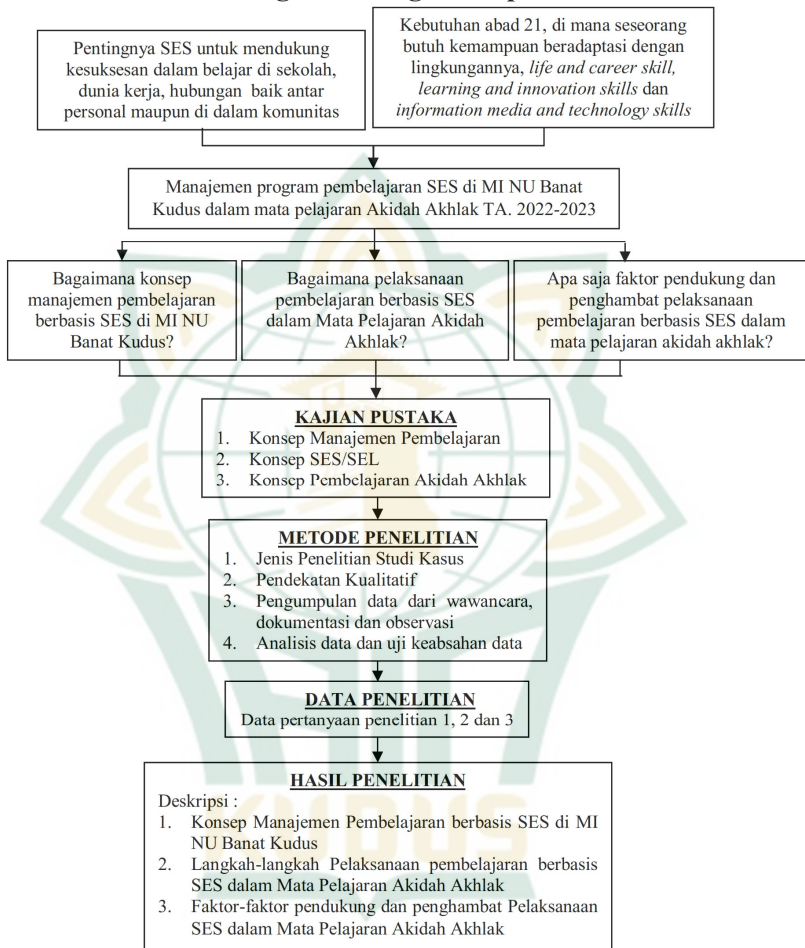 Pentingnya SES untuk mendukung
kesuksesan dalam belajar di sekolah,
dunia kerja, hubungan baik antar
personal maupun di dalam komunitas
Kebutuhan abad 21, di mana seseorang
butuh kemampuan beradaptasi dengan
lingkungannya, life and career skill,
learning and innovation skills dan
information media and technology skills
Manajemen program pembelajaran SES di MI NU Banat
Kudus dalam mata pelajaran Akidah Akhlak TA. 2022-2023
Bagaimana konsep
manajemen pembelajaran
berbasis SES di MI NU
Banat Kudus?
Bagaimana pelaksanaan
pembelajaran berbasis SES
dalam Mata Pelajaran Akidah
Akhlak?
Apa saja faktor pendukung dan
penghambat pelaksanaan
pembelajaran berbasis SES dalam
mata pelajaran akidah akhlak?
KAJIAN PUSTAKA
1. Konsep Manajemen Pembelajaran
2. Konsep SES/SEL
3. Konsep Pembelajaran Akidah Akhlak
METODE PENELITIAN
1. Jenis Penelitian Studi Kasus
2. Pendekatan Kualitatif
3. Pengumpulan data dari wawancara,
dokumentasi dan observasi
4. Analisis data dan uji keabsahan data
DATA PENELITIAN
Data pertanyaan penelitian 1, 2 dan 3
HASIL PENELITIAN
Deskripsi :
1. Konsep Manajemen Pembelajaran berbasis SES di MI
NU Banat Kudus
2. Langkah-langkah Pelaksanaan pembelajaran berbasis
SES dalam Mata Pelajaran Akidah Akhlak
3. Faktor-faktor pendukung dan penghambat Pelaksanaan
SES dalam Mata Pelajaran Akidah Akhlak
KUDUS